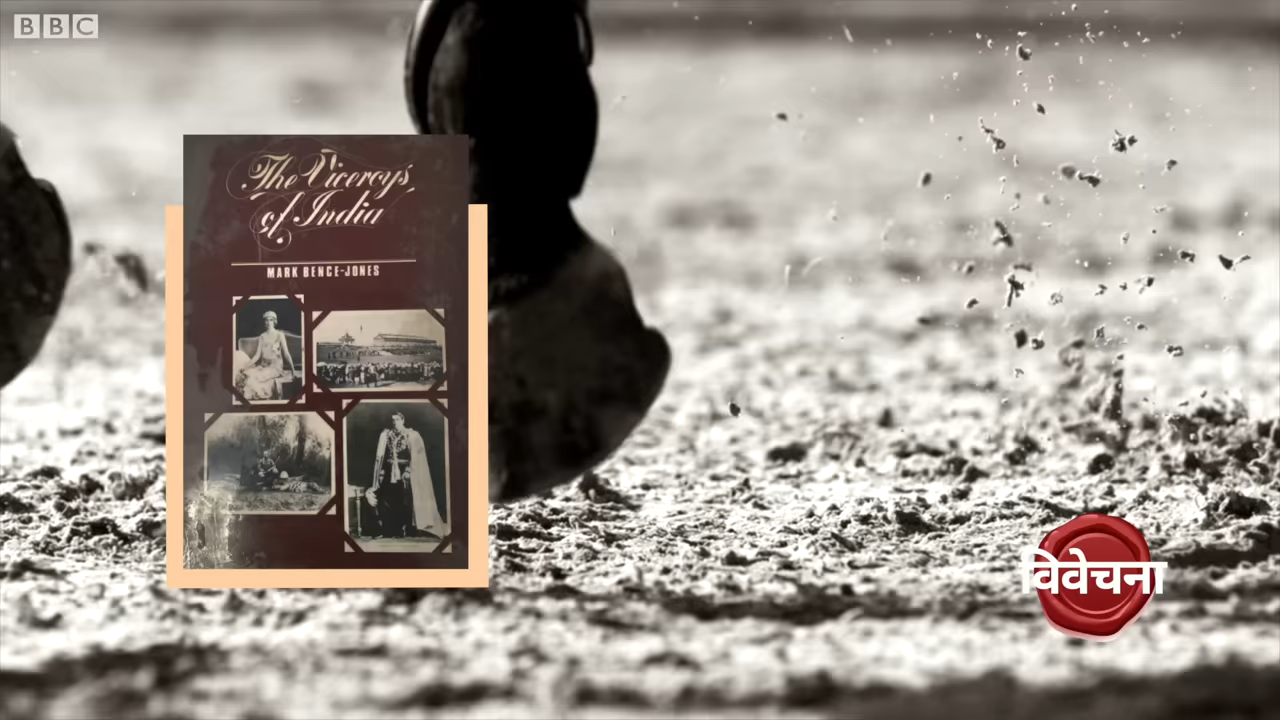 BBC
The Viceroys
of India
MARK BENCE-JONES
विवेचना